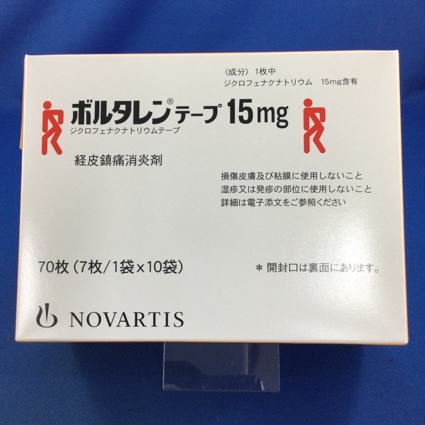 〈成分〉 1枚中
ジクロフェナクナトリウム 15mg含有
ボルタレン®テープ 15mg
ジクロフェナクナトリウムテープ
経皮鎮痛消炎剤
損傷皮膚及び粘膜に使用しないこと
湿疹又は発疹の部位に使用しないこと
詳細は電子添文をご参照ください
70枚(7枚/1袋x10袋)
＊開封口は裏面にあります。
NOVARTIS